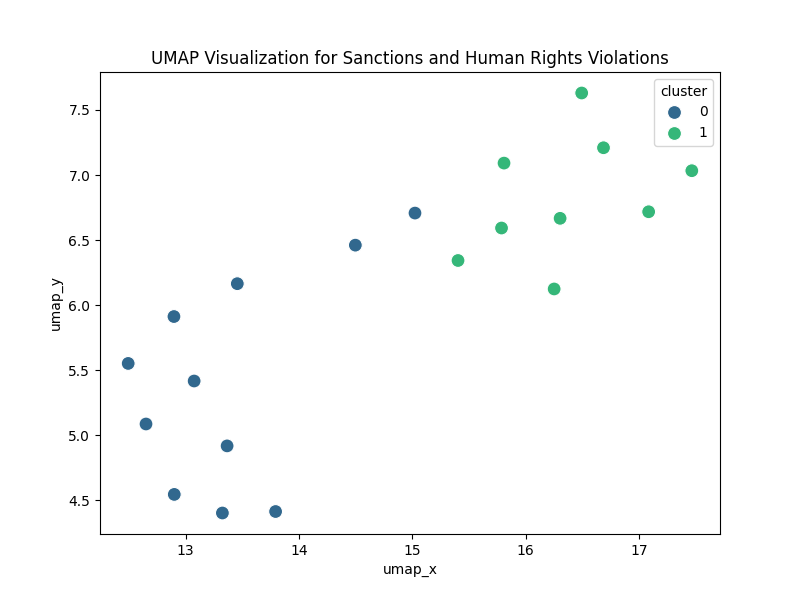 UMAP Visualization for Sanctions and Human Rights Violations
cluster
0
1
7.5
7.0
6.5
6.0
5.5
5.0
4.5
umap_y
13 14 15 16 17
umap_x